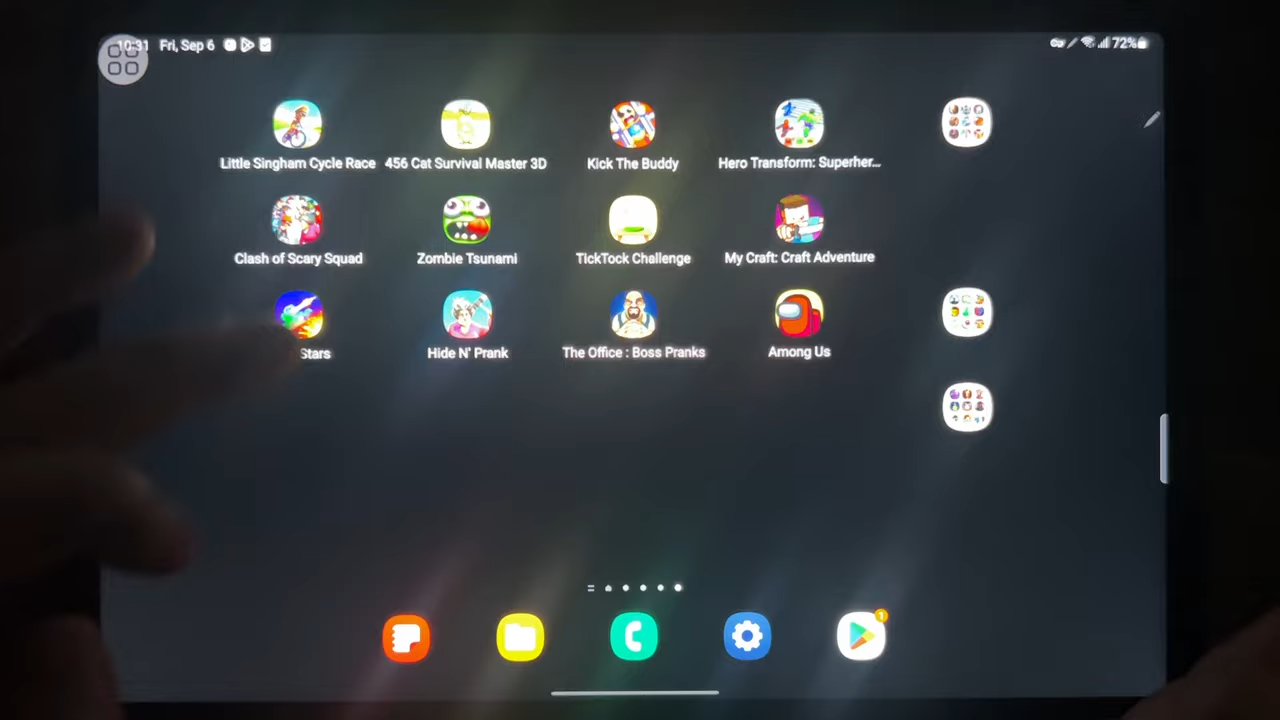 10:31 Fri, Sep 6
72%
Little Singham Cycle Race
456 Cat Survival Master 3D
Kick The Buddy
Hero Transform: Superher...
Clash of Scary Squad
Zombie Tsunami
TickTock Challenge
My Craft: Craft Adventure
Stars
Hide N' Prank
The Office : Boss Pranks
Among Us
1